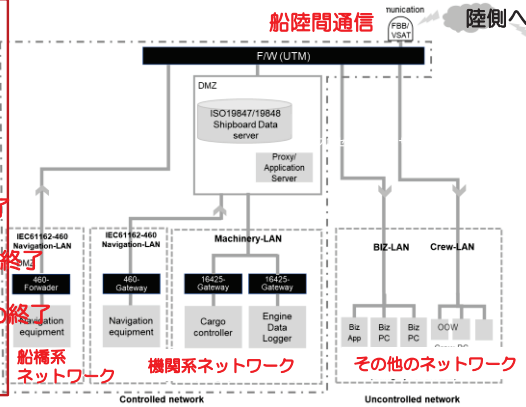 船陸間通信
陸側へ
munication
FBB/
VSAT
F/W (UTM)
DMZ
ISO19847/19848
Shipboard Data
server
Proxy/
Application
Server
IEC61162-460
Navigation-LAN
DMZ
460-
Forwader
Navigation
equipment
船橋系
ネットワーク
IEC61162-460
Navigation-LAN
460-
Gateway
Navigation
equipment
Machinery-LAN
16425-
Gateway
16425-
Gateway
Cargo
controller
Engine
Data
Logger
機関系ネットワーク
BIZ-LAN
Crew-LAN
Biz
App
Biz
PC
Biz
PC
OOW
その他のネットワーク
終了
の終了
Controlled network
Uncontrolled network